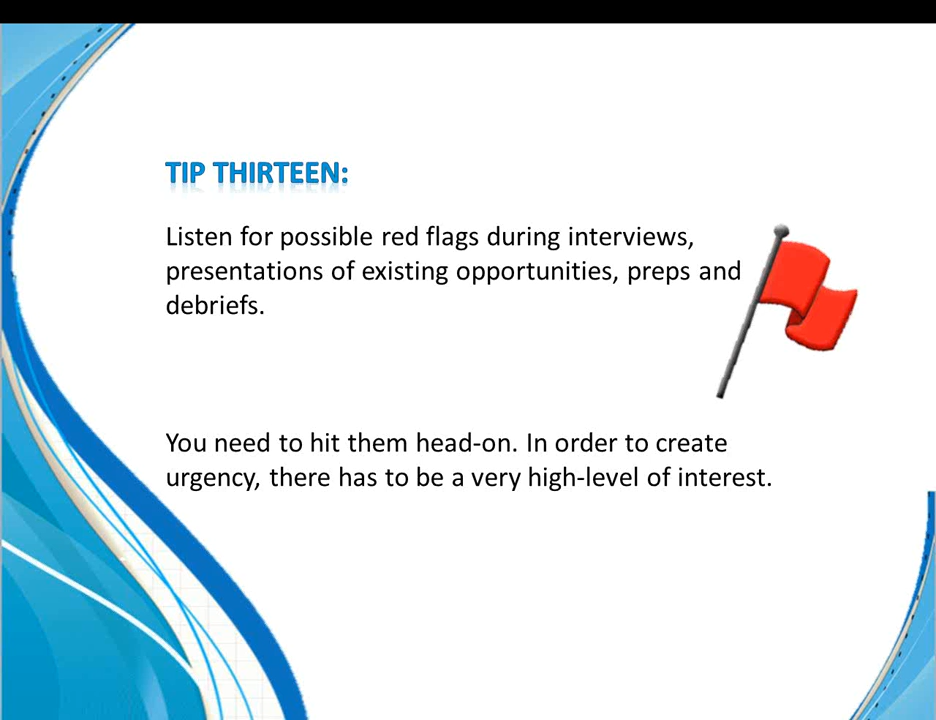 TIP THIRTEEN:
Listen for possible red flags during interviews,
presentations of existing opportunities, preps and
debriefs.
You need to hit them head-on. In order to create
urgency, there has to be a very high-level of interest.